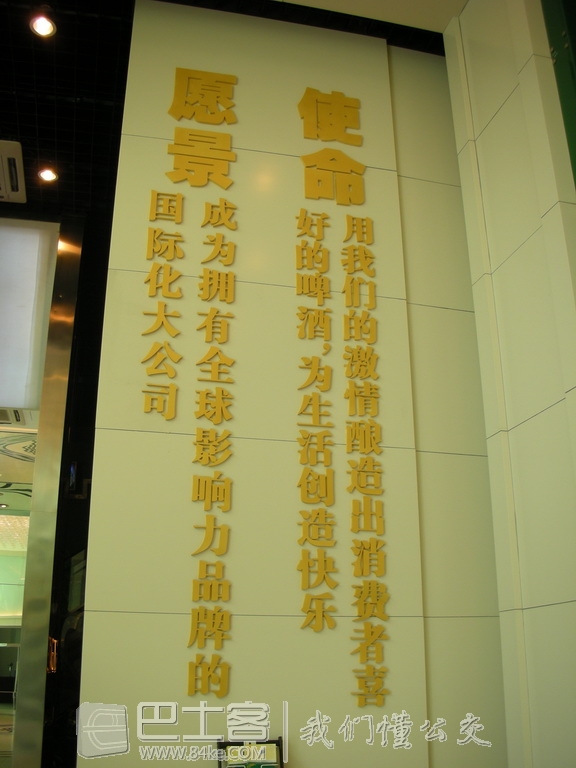 使命
用我们的激情酿造出消费者喜
好的啤酒，为生活创造快乐
愿景
成为拥有全球影响力品牌的
国际化大公司
巴士客
www.84ke.com
我们懂公交